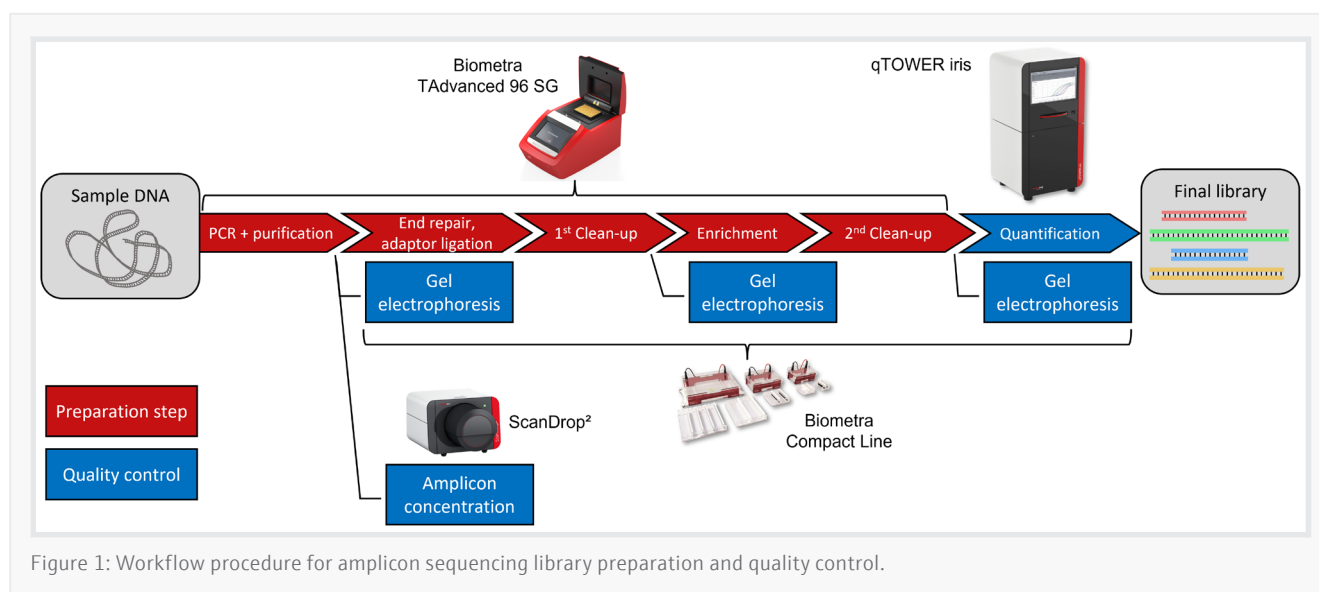 Biometra
TAdvanced 96 SG
qTOWER iris
Sample DNA
Final library
PCR + purification
End repair,
adaptor ligation
1st Clean-up
Enrichment
2nd Clean-up
Quantification
Gel
electrophoresis
Gel
electrophoresis
Gel
electrophoresis
Preparation step
Quality control
ScanDrop²
Amplicon
concentration
Biometra
Compact Line
Figure 1: Workflow procedure for amplicon sequencing library preparation and quality control.